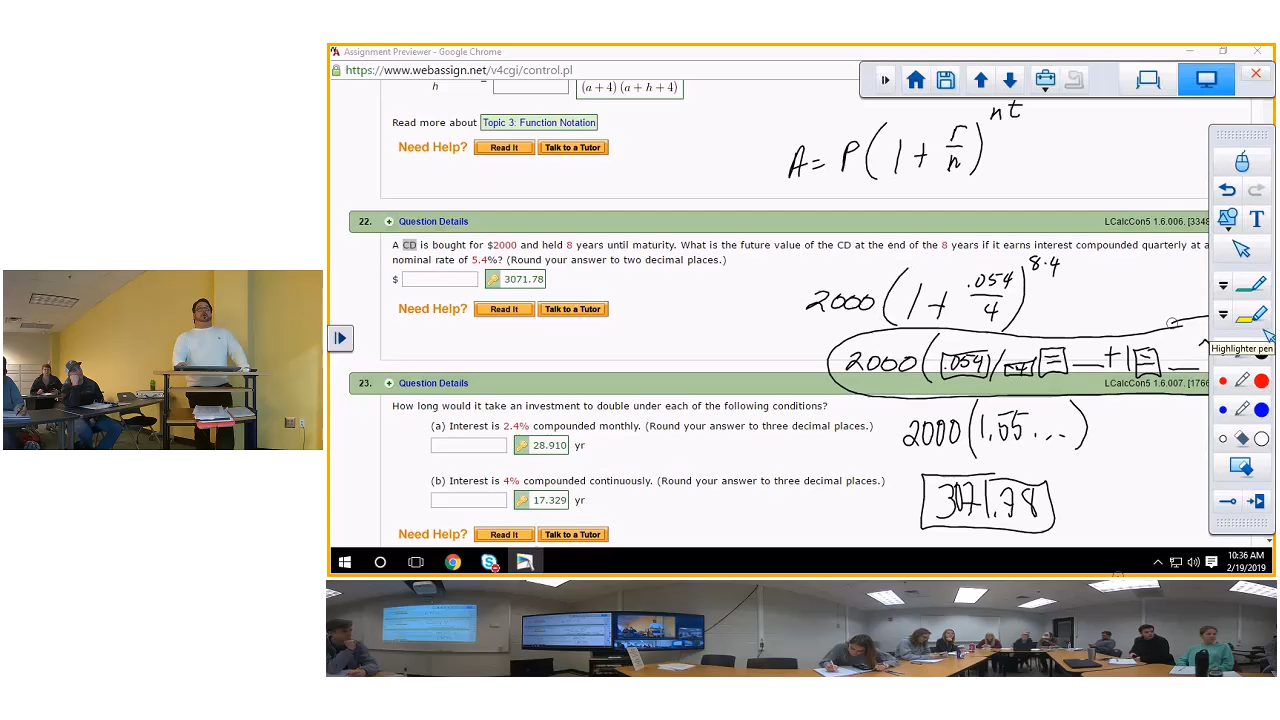 Assignment Previewer - Google Chrome
https://www.webassign.net/v4cgi/control.pl
h
=
(a + 4) (a + h + 4)
Read more about Topic 3: Function Notation
Need Help? Read It Talk to a Tutor
A = P ( 1 + r/n )^nt
22. Question Details LCalcCon5 1.6.006. [3348
A CD is bought for $2000 and held 8 years until maturity. What is the future value of the CD at the end of the 8 years if it earns interest compounded quarterly at a
nominal rate of 5.4%? (Round your answer to two decimal places.)
$ 3071.78
Need Help? Read It Talk to a Tutor
2000 ( 1 + .054/4 )^8·4
Highlighter pen
2000 ( .054 / 4 = + 1 =
23. Question Details LCalcCon5 1.6.007. [1766
How long would it take an investment to double under each of the following conditions?
(a) Interest is 2.4% compounded monthly. (Round your answer to three decimal places.)
28.910 yr
2000 ( 1.55 ... )
(b) Interest is 4% compounded continuously. (Round your answer to three decimal places.)
17.329 yr
3071.78
Need Help? Read It Talk to a Tutor
10:36 AM
2/19/2019